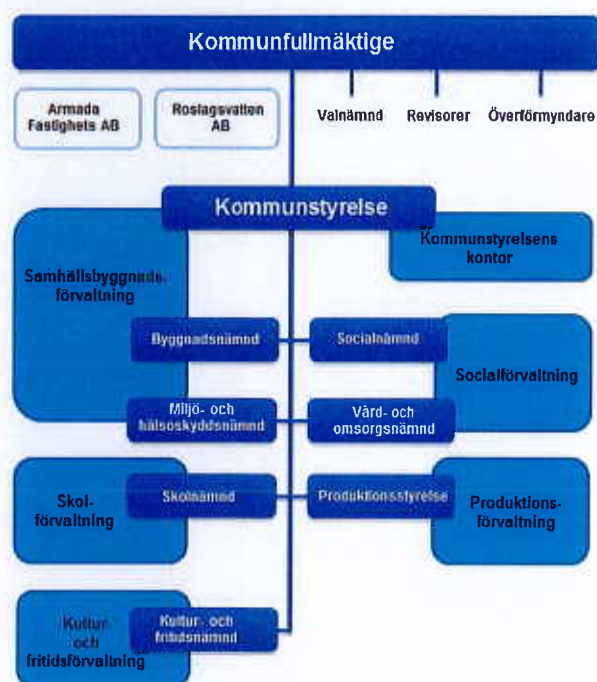 Kommunfullmäktige
Armada
Fastighets AB
Roslagsvatten
AB
Valnämnd
Revisorer
Överförmyndare
Kommunstyrelse
Kommunstyrelsens
kontor
Samhällsbyggnads-
förvaltning
Byggnadsnämnd
Socialnämnd
Socialförvaltning
Miljö- och
hälsoskyddsnämnd
Vård- och
omsorgsnämnd
Skol-
förvaltning
Skolnämnd
Produktionsstyrelse
Produktions-
förvaltning
Kultur
och
fritidsförvaltning
Kultur- och
fritidsnämnd